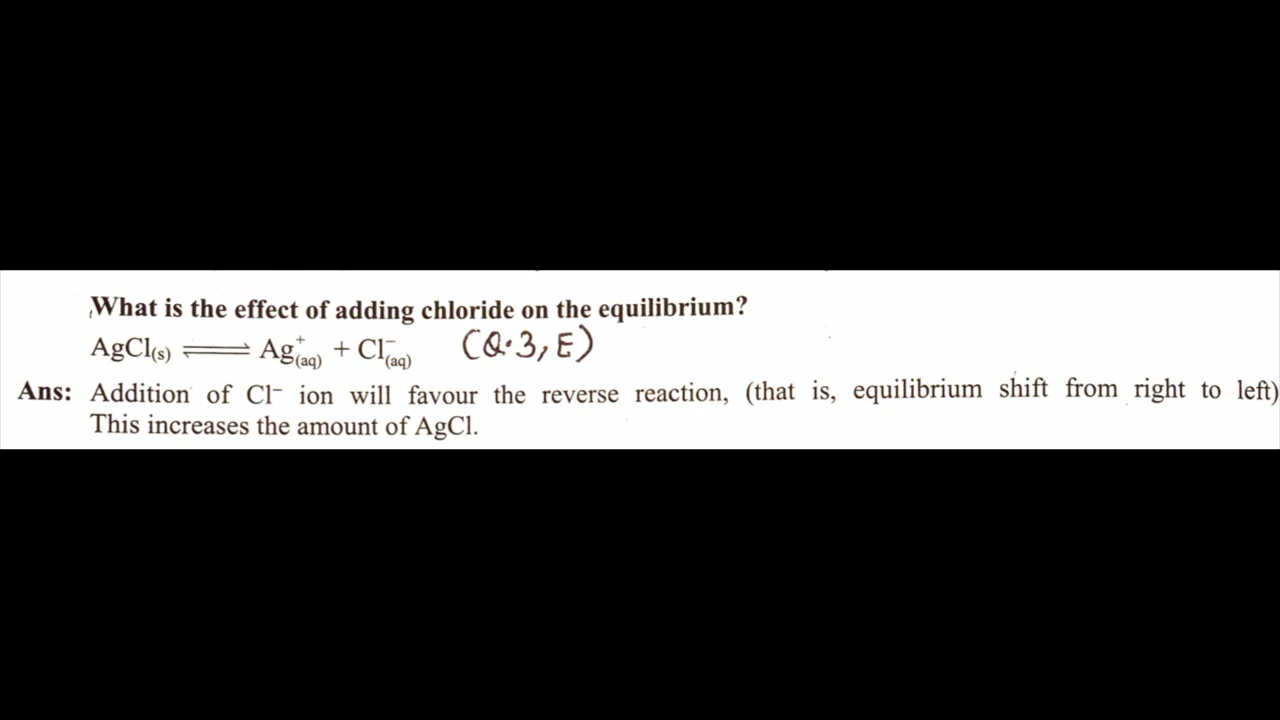 What is the effect of adding chloride on the equilibrium?
AgCl(s) ⇌ Ag⁺(aq) + Cl⁻(aq) (Q.3, E)
Ans: Addition of Cl⁻ ion will favour the reverse reaction, (that is, equilibrium shift from right to left)
This increases the amount of AgCl.